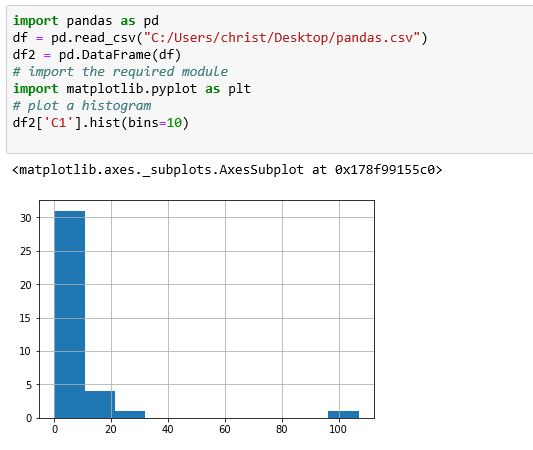 import pandas as pd
df = pd.read_csv("C:/Users/christ/Desktop/pandas.csv")
df2 = pd.DataFrame(df)
# import the required module
import matplotlib.pyplot as plt
# plot a histogram
df2['C1'].hist(bins=10)
<matplotlib.axes._subplots.AxesSubplot at 0x178f99155c0>
30
25
20
15
10
5
0
0 20 40 60 80 100